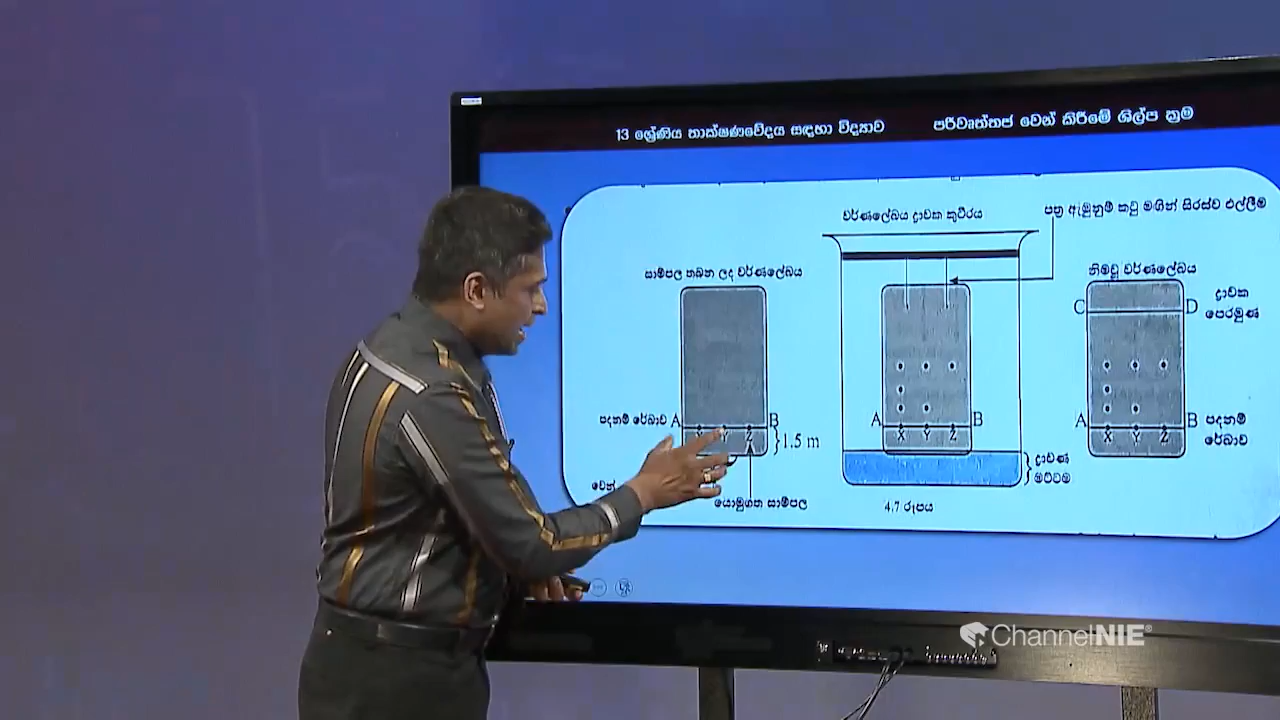 13 ශ්‍රේණිය තාක්ෂණවේදය සඳහා විද්‍යාව
පරිවෘත්තජ වෙන් කිරීමේ ශිල්ප ක්‍රම
වර්ණලේඛය ද්‍රාවක කුටීරය
පත්‍ර ඇමුනුම් කටු මගින් සිරස්ව එල්ලීම
සාම්පල තබන ලද වර්ණලේඛය
නිමවූ වර්ණලේඛය
C
D
ද්‍රාවක
පෙරමුණ
පදනම් රේඛාව A
B
A
B
A
B
පදනම්
රේඛාව
Z
1.5 m
X Y Z
X Y Z
ද්‍රාවණ
මට්ටම
වෙන්
යොමුගත සාම්පල
4.7 රූපය
ChannelNIE